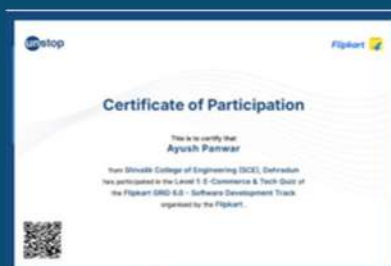 unstop
Flipkart
Certificate of Participation
This is to certify that
Ayush Panwar
from Shivalik College of Engineering (SCE), Dehradun
has participated in the Level 1: E-Commerce & Tech Quiz of
the Flipkart GRiD 6.0 - Software Development Track
organised by the Flipkart .